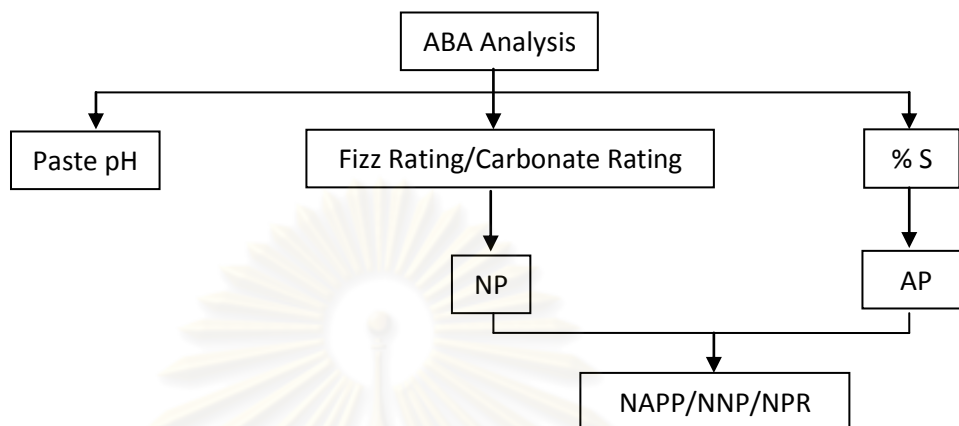 ABA Analysis
Paste pH
Fizz Rating/Carbonate Rating
% S
NP
AP
NAPP/NNP/NPR